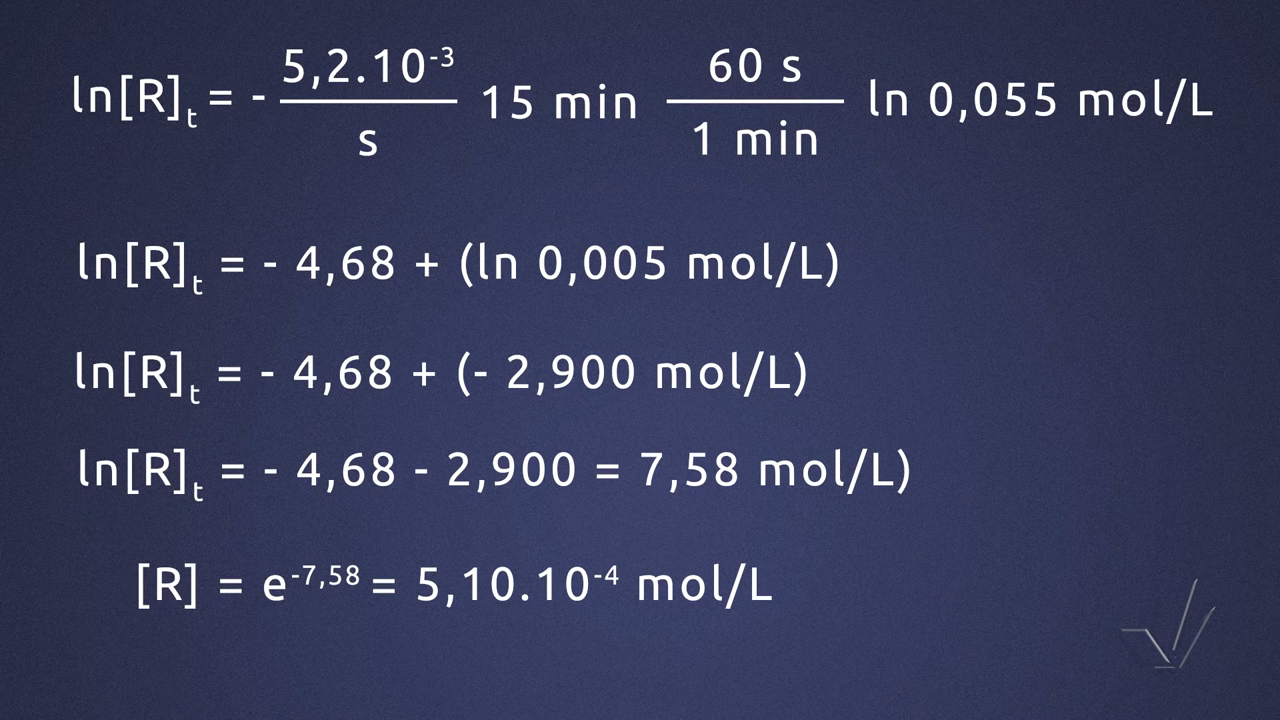 ln[R]t = - 5,2.10-3/s 15 min 60 s/1 min ln 0,055 mol/L
ln[R]t = - 4,68 + (ln 0,005 mol/L)
ln[R]t = - 4,68 + (- 2,900 mol/L)
ln[R]t = - 4,68 - 2,900 = 7,58 mol/L)
[R] = e-7,58 = 5,10.10-4 mol/L